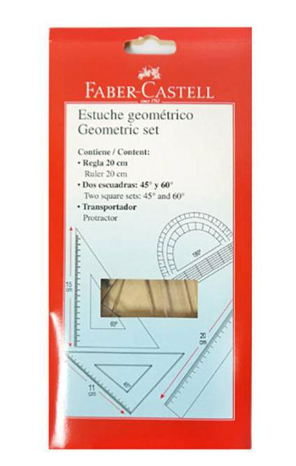 FABER-CASTELL
since 1761
Estuche geométrico
Geometric set
Contiene / Content:
• Regla 20 cm
Ruler 20 cm
• Dos escuadras: 45° y 60°
Two square sets: 45° and 60°
• Transportador
Protractor
180°
15
cm
60°
20
cm
45°
11
cm